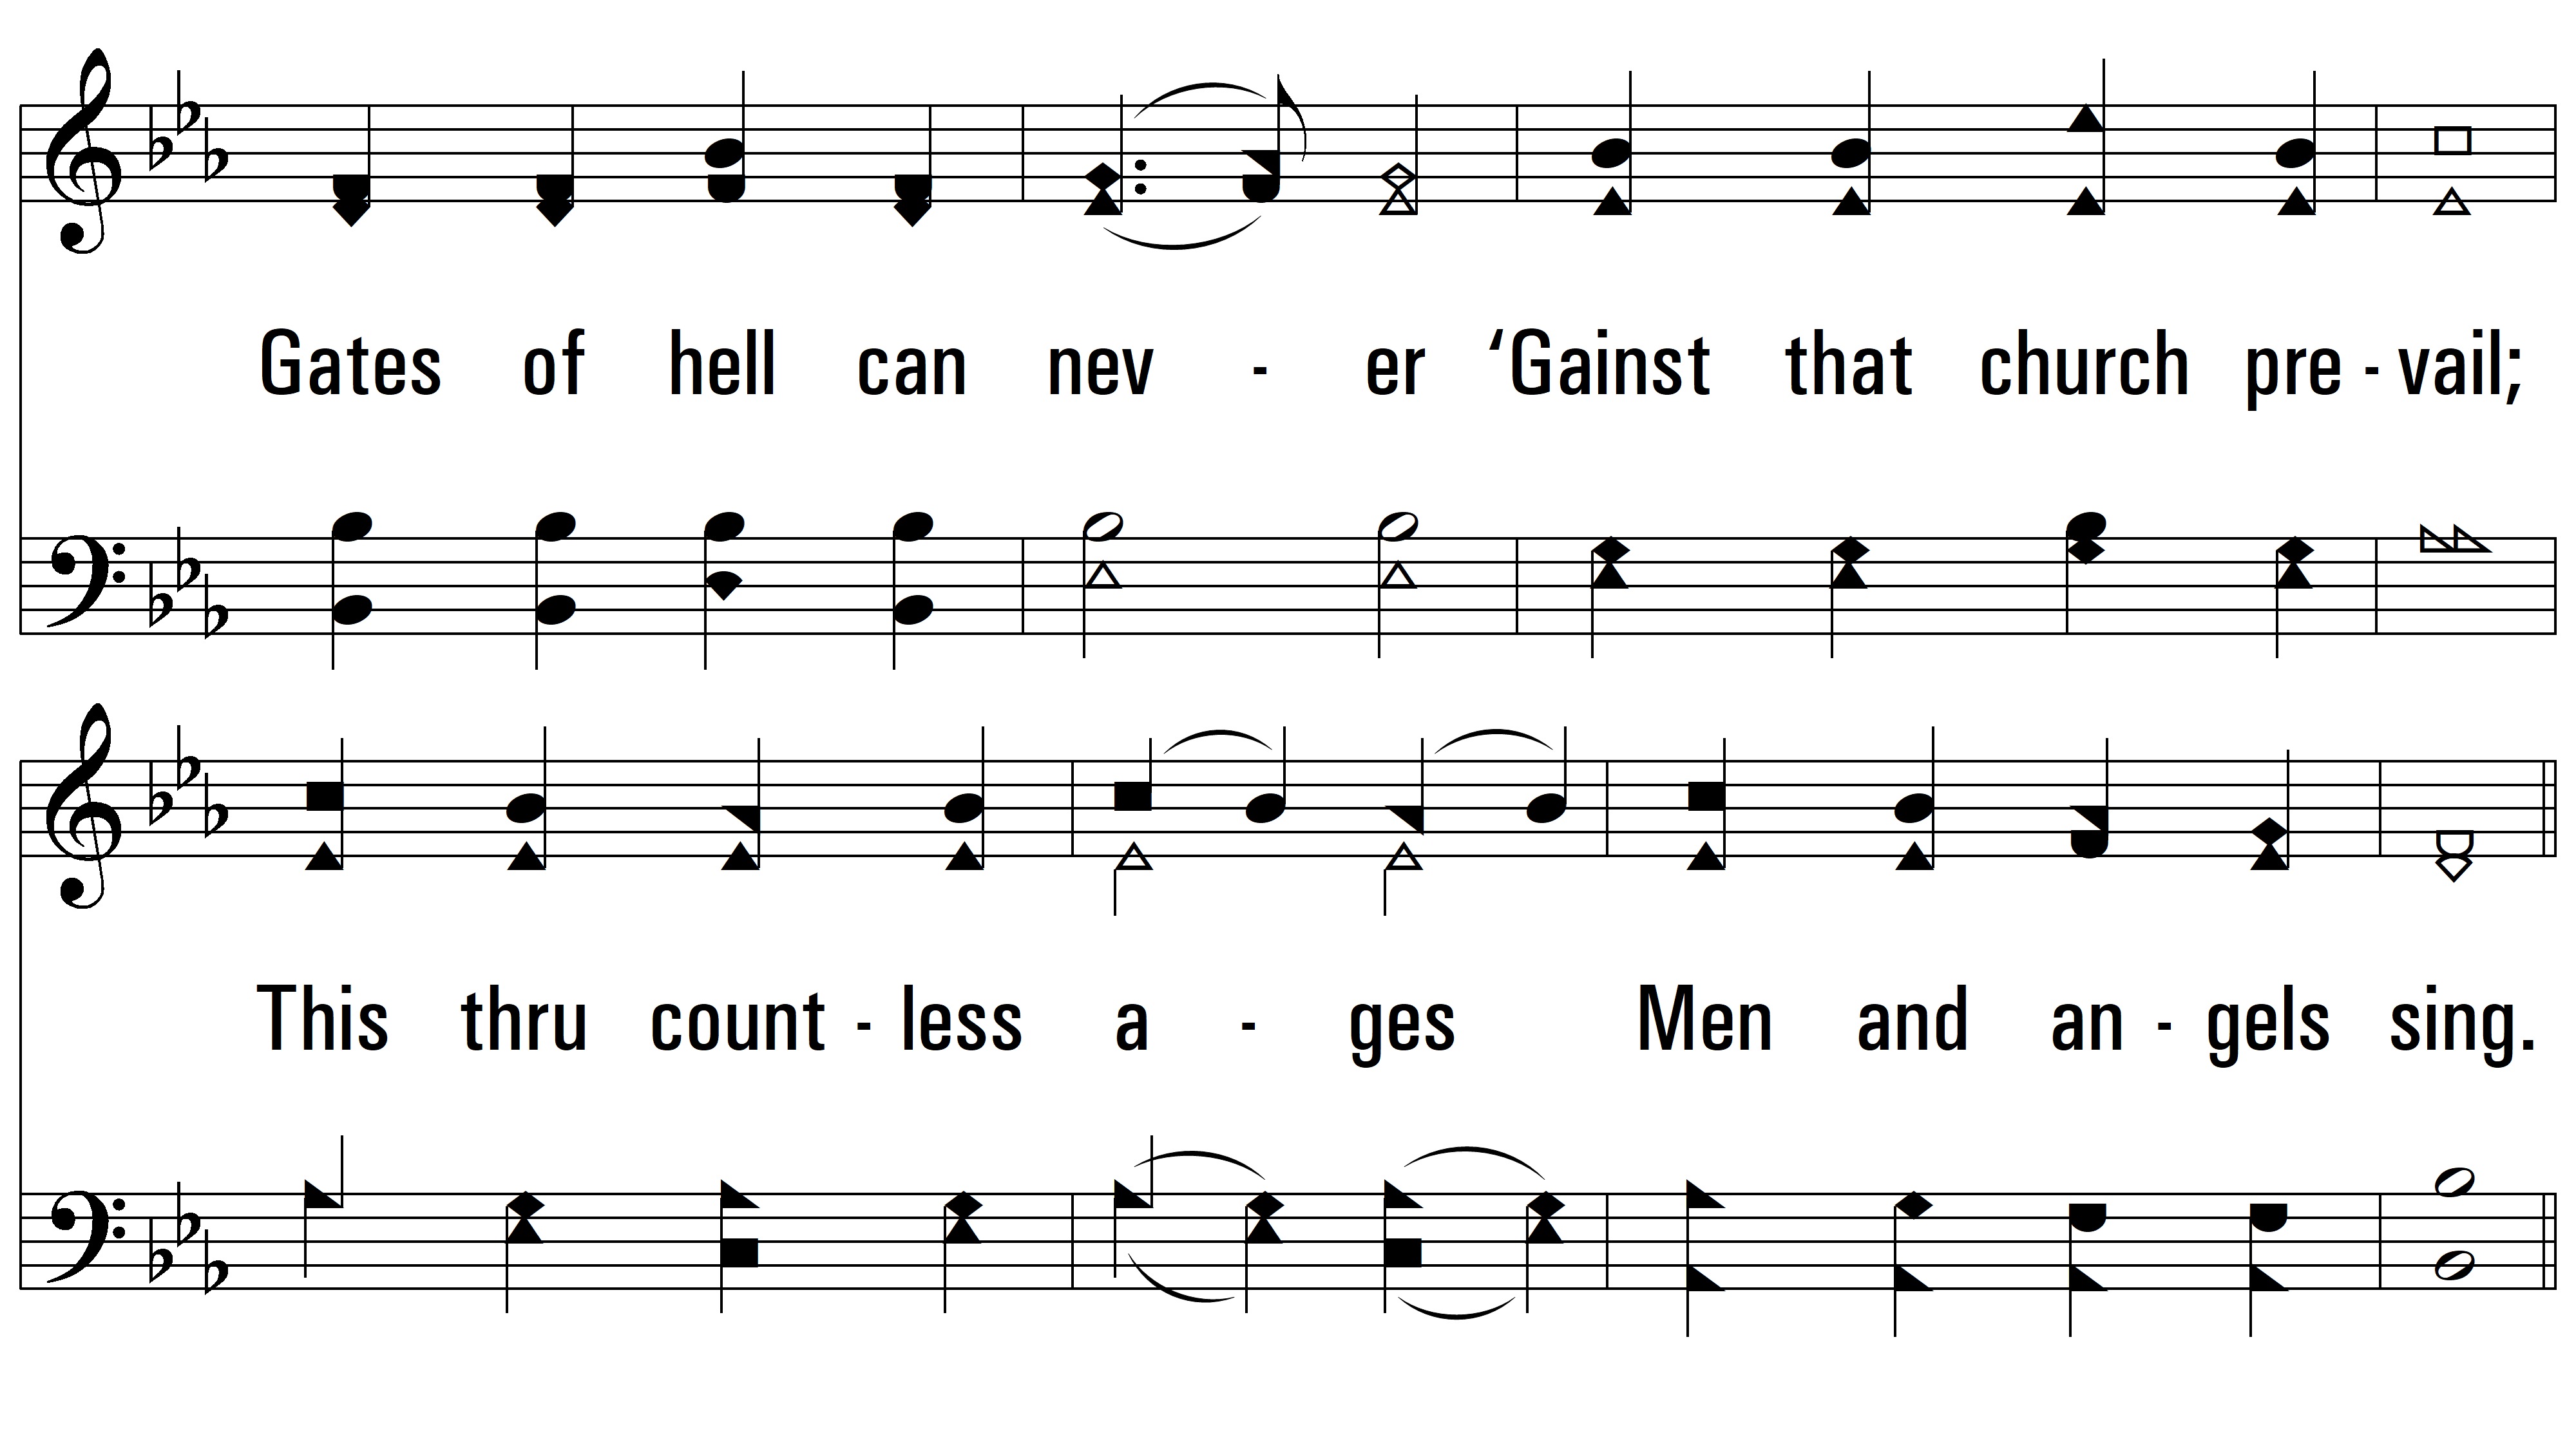 Gates of hell can nev - er ‘Gainst that church pre - vail;
This thru count - less a - ges Men and an - gels sing.